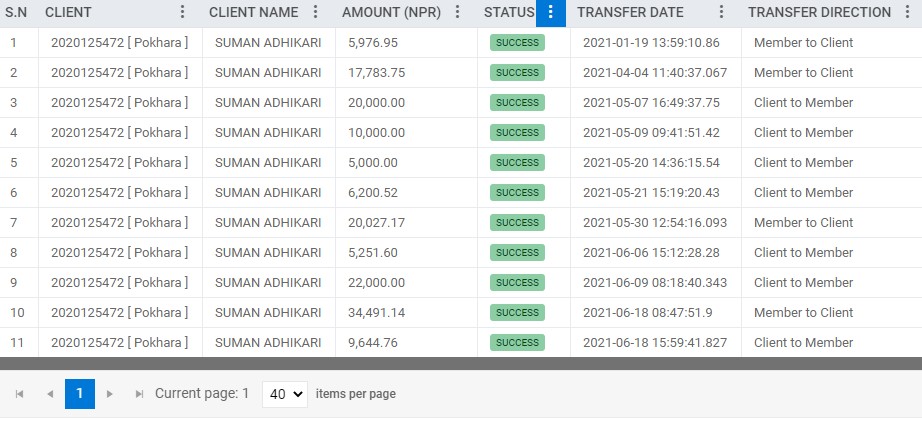 S.N CLIENT CLIENT NAME AMOUNT (NPR) STATUS TRANSFER DATE TRANSFER DIRECTION
1 2020125472 [ Pokhara ] SUMAN ADHIKARI 5,976.95 SUCCESS 2021-01-19 13:59:10.86 Member to Client
2 2020125472 [ Pokhara ] SUMAN ADHIKARI 17,783.75 SUCCESS 2021-04-04 11:40:37.067 Member to Client
3 2020125472 [ Pokhara ] SUMAN ADHIKARI 20,000.00 SUCCESS 2021-05-07 16:49:37.75 Client to Member
4 2020125472 [ Pokhara ] SUMAN ADHIKARI 10,000.00 SUCCESS 2021-05-09 09:41:51.42 Client to Member
5 2020125472 [ Pokhara ] SUMAN ADHIKARI 5,000.00 SUCCESS 2021-05-20 14:36:15.54 Client to Member
6 2020125472 [ Pokhara ] SUMAN ADHIKARI 6,200.52 SUCCESS 2021-05-21 15:19:20.43 Client to Member
7 2020125472 [ Pokhara ] SUMAN ADHIKARI 20,027.17 SUCCESS 2021-05-30 12:54:16.093 Member to Client
8 2020125472 [ Pokhara ] SUMAN ADHIKARI 5,251.60 SUCCESS 2021-06-06 15:12:28.28 Client to Member
9 2020125472 [ Pokhara ] SUMAN ADHIKARI 22,000.00 SUCCESS 2021-06-09 08:18:40.343 Client to Member
10 2020125472 [ Pokhara ] SUMAN ADHIKARI 34,491.14 SUCCESS 2021-06-18 08:47:51.9 Member to Client
11 2020125472 [ Pokhara ] SUMAN ADHIKARI 9,644.76 SUCCESS 2021-06-18 15:59:41.827 Client to Member
1 Current page: 1 40 items per page